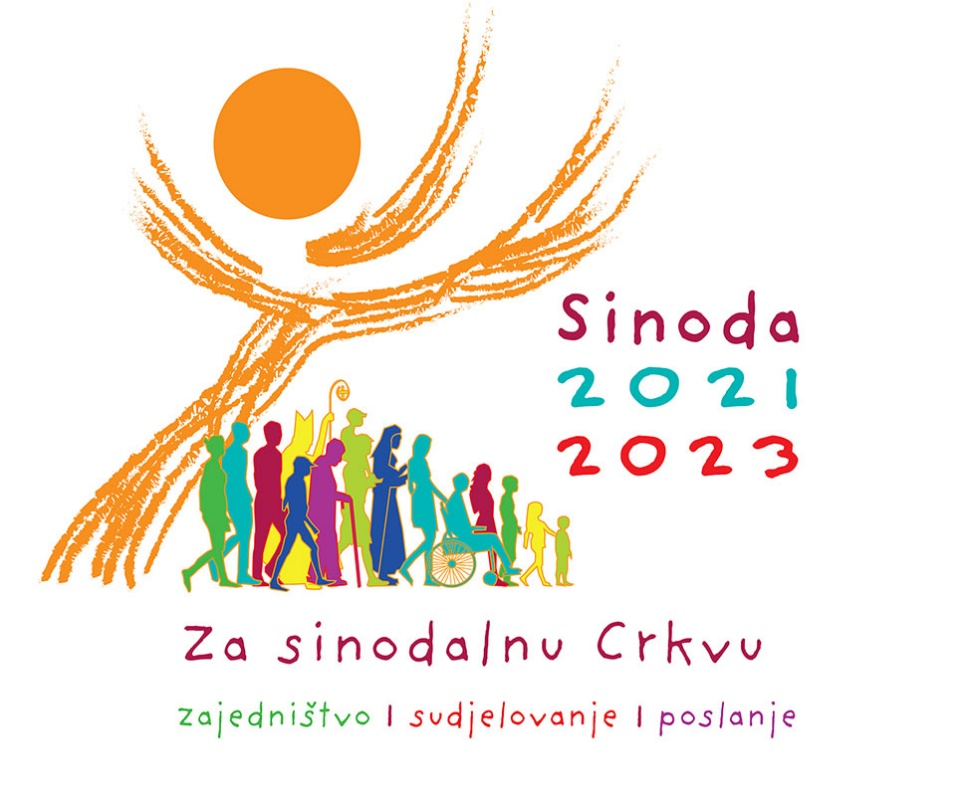 Sinoda
2021
2023
Za sinodalnu Crkvu
zajedništvo | sudjelovanje | poslanje